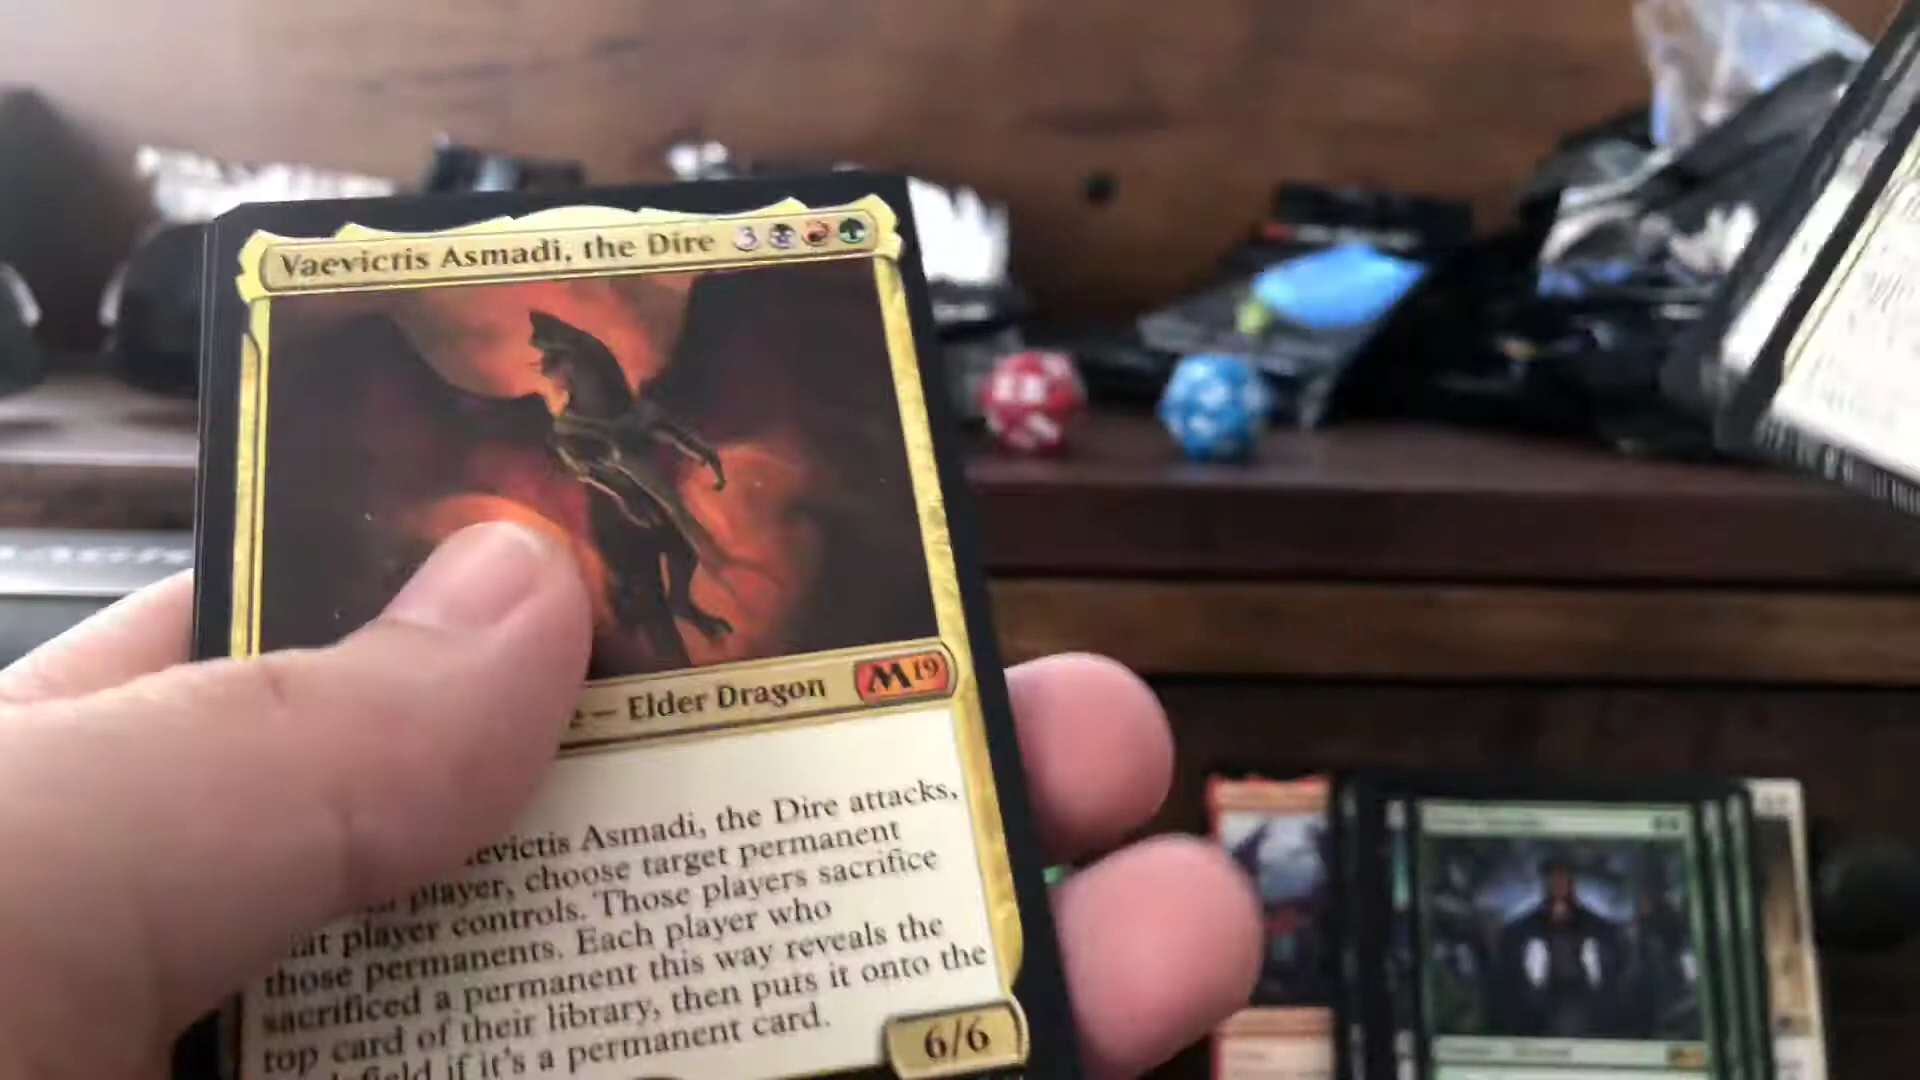 Vaevictis Asmadi, the Dire 3
— Elder Dragon M19
Asmadi, the Dire attacks,
player, choose target permanent
player controls. Those players sacrifice
those permanents. Each player who
sacrificed a permanent this way reveals the
top card of their library, then puts it onto the
if it's a permanent card.
6/6